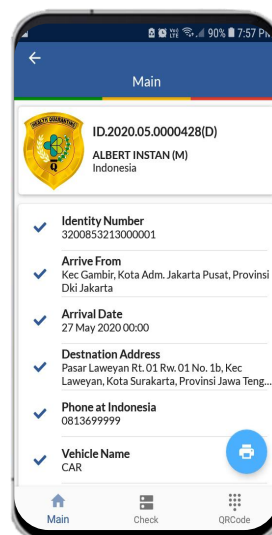 90% 7:57 PM
Main
HEALTH QUARANTINE
Q
ID.2020.05.0000428(D)
ALBERT INSTAN (M)
Indonesia
Identity Number
3200853213000001
Arrive From
Kec Gambir, Kota Adm. Jakarta Pusat, Provinsi
Dki Jakarta
Arrival Date
27 May 2020 00:00
Destnation Address
Pasar Laweyan Rt. 01 Rw. 01 No. 1b, Kec
Laweyan, Kota Surakarta, Provinsi Jawa Teng...
Phone at Indonesia
0813699999
Vehicle Name
CAR
Main
Check
QRCode